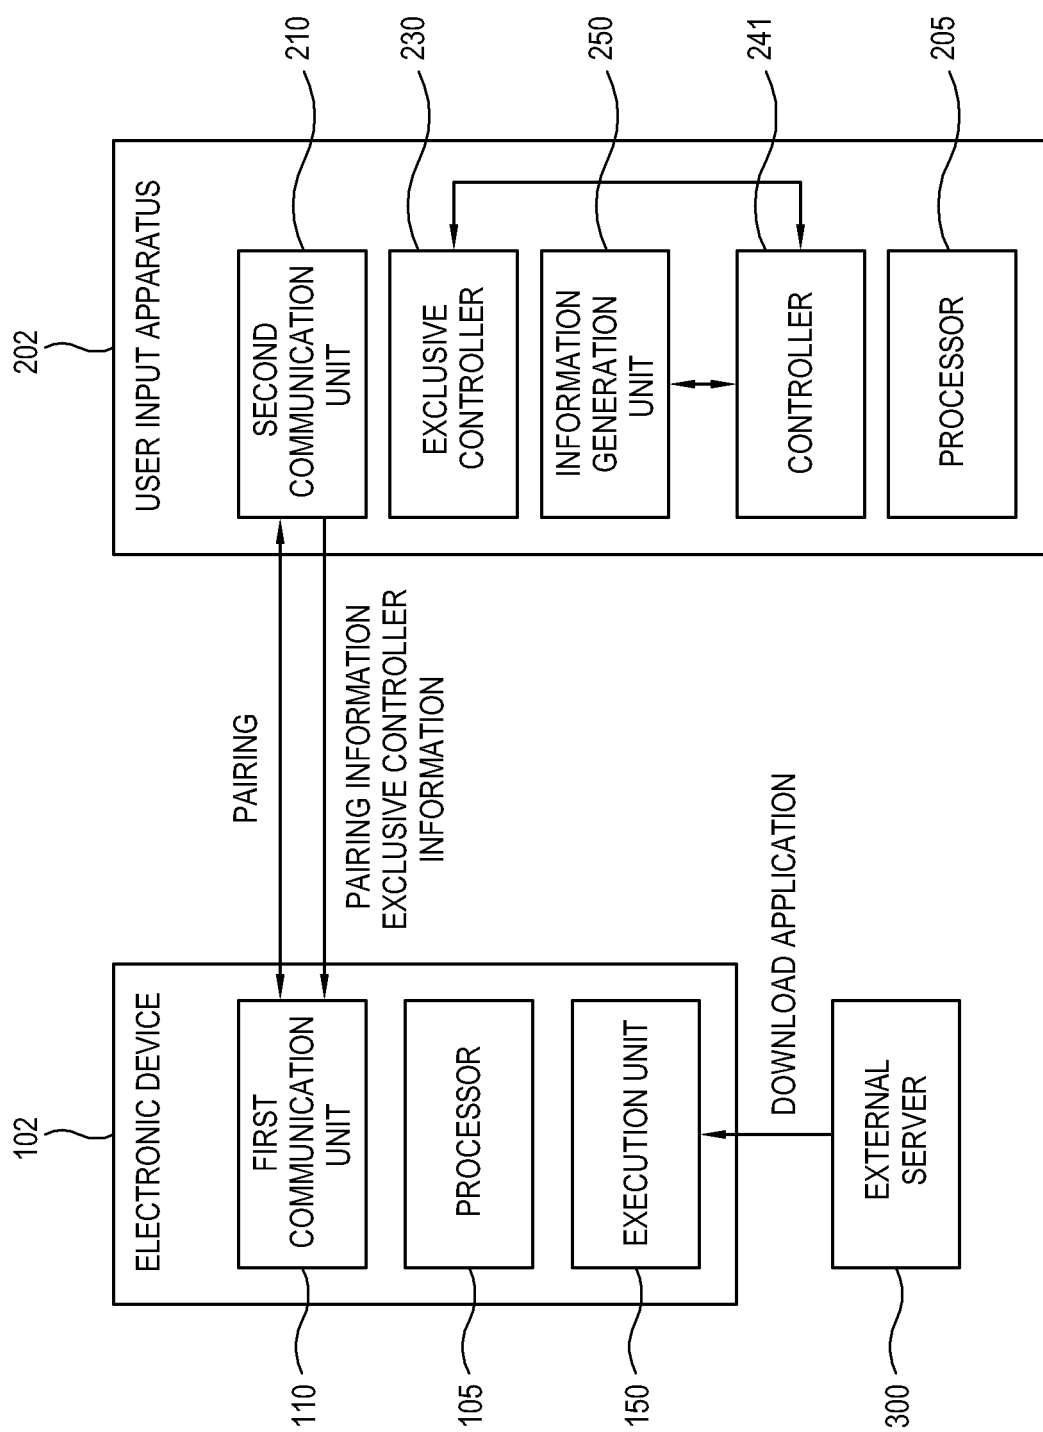 102
ELECTRONIC DEVICE
110
FIRST
COMMUNICATION
UNIT
105
PROCESSOR
150
EXECUTION UNIT
DOWNLOAD APPLICATION
300
EXTERNAL
SERVER
PAIRING
PAIRING INFORMATION
EXCLUSIVE CONTROLLER
INFORMATION
202
USER INPUT APPARATUS
SECOND
COMMUNICATION
UNIT
210
EXCLUSIVE
CONTROLLER
230
INFORMATION
GENERATION
UNIT
250
CONTROLLER
241
PROCESSOR
205